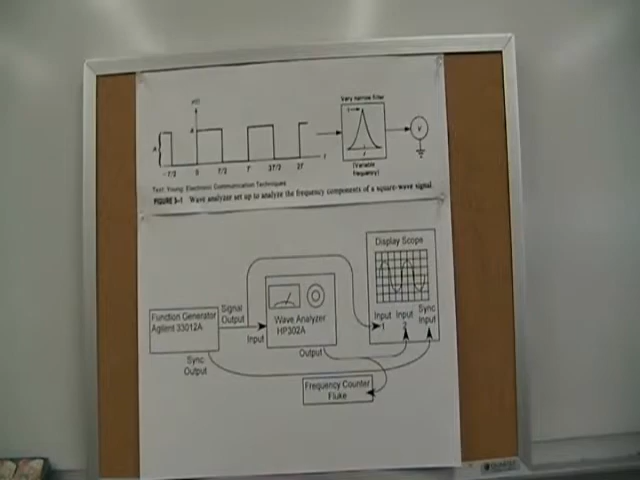 v(t)
Very narrow filter
A
A
f
V
-T/2 0 T/2 T 3T/2 2T t
(Variable
frequency)
Text: Young: Electronic Communication Techniques
FIGURE 3-1 Wave analyzer set up to analyze the frequency components of a square-wave signal.
Display Scope
Function Generator
Agilent 33012A
Signal
Output
Input
Wave Analyzer
HP302A
Output
Input
1
Input
2
Sync
Input
Sync
Output
Frequency Counter
Fluke